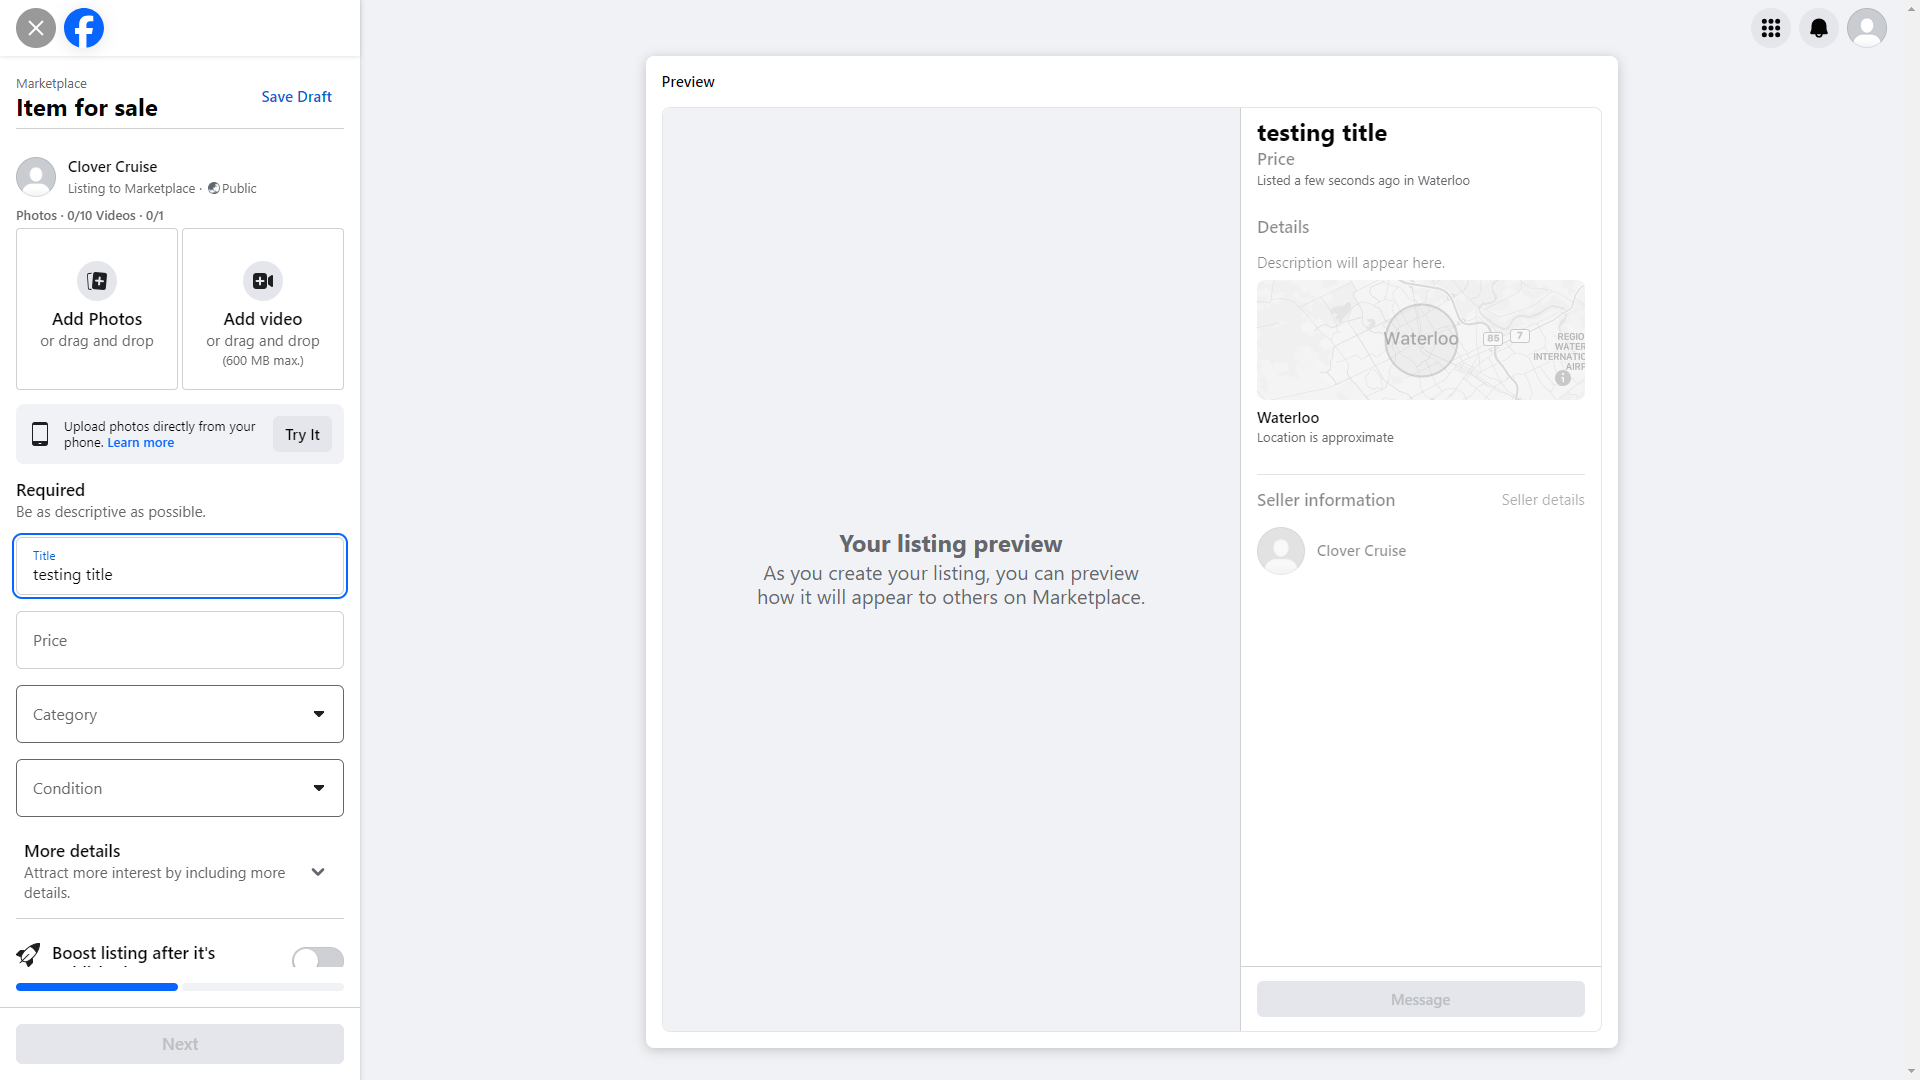 Marketplace
Item for sale
Save Draft
Clover Cruise
Listing to Marketplace · Public
Photos · 0/10 Videos · 0/1
Add Photos
or drag and drop
Add video
or drag and drop
(600 MB max.)
Upload photos directly from your
phone. Learn more
Try It
Required
Be as descriptive as possible.
Title
testing title
Price
Category
Condition
More details
Attract more interest by including more
details.
Boost listing after it's
Next
Preview
Your listing preview
As you create your listing, you can preview
how it will appear to others on Marketplace.
testing title
Price
Listed a few seconds ago in Waterloo
Details
Description will appear here.
Waterloo
85
7
REGIO
WATER
INTERNATIO
AIRP
Waterloo
Location is approximate
Seller information
Seller details
Clover Cruise
Message